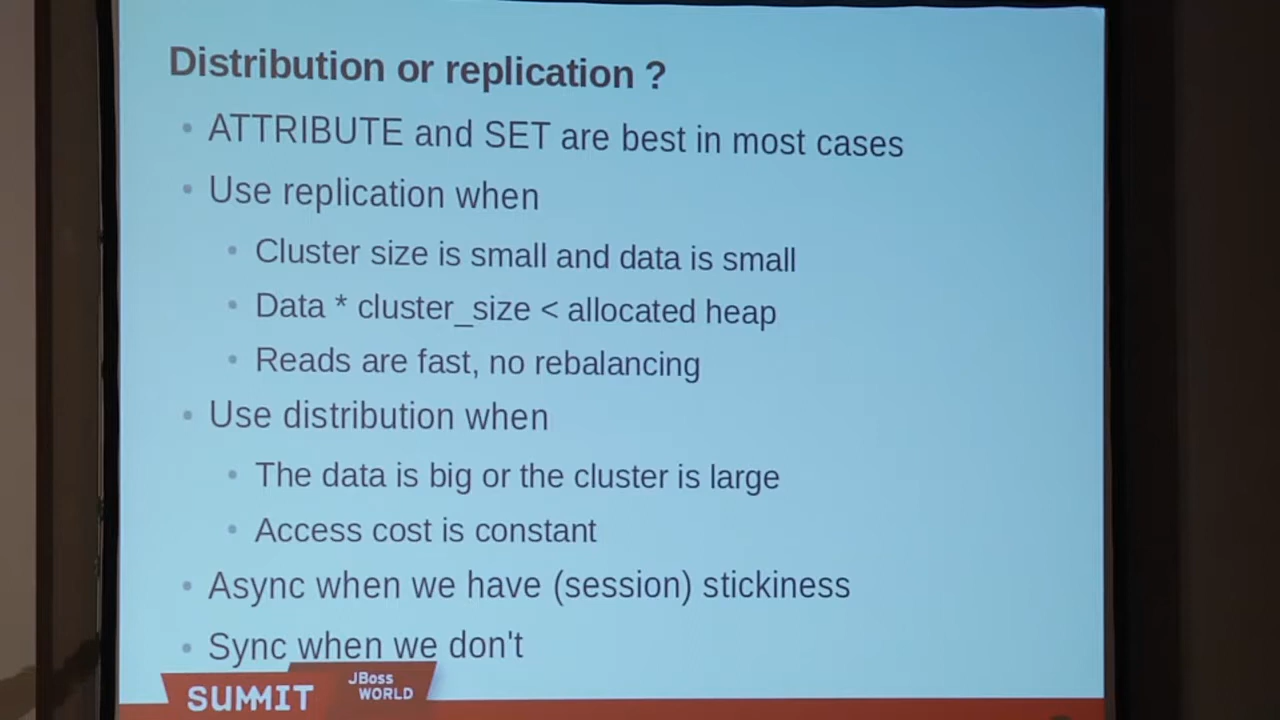 Distribution or replication ?
ATTRIBUTE and SET are best in most cases
Use replication when
Cluster size is small and data is small
Data * cluster_size < allocated heap
Reads are fast, no rebalancing
Use distribution when
The data is big or the cluster is large
Access cost is constant
Async when we have (session) stickiness
Sync when we don't
SUMMIT
JBoss
WORLD